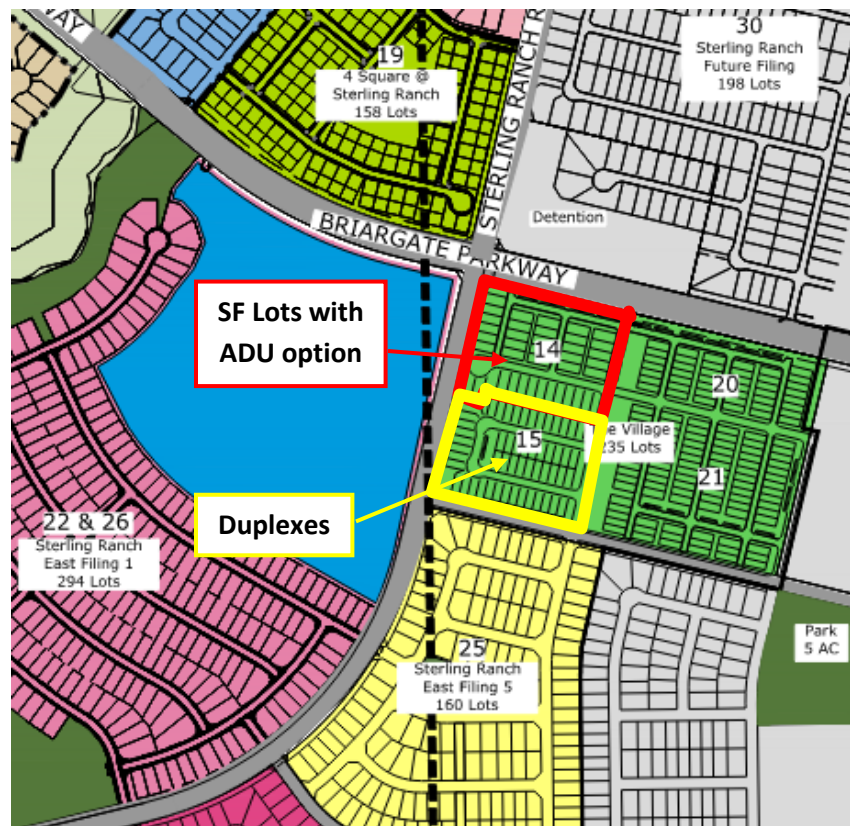 WAY
19
4 Square @
Sterling Ranch
158 Lots
STERLING RANCH R
30
Sterling Ranch
Future Filing
198 Lots
Detention
BRIARGATE PARKWAY
SF Lots with
ADU option
14
20
15
Village
235 Lots
21
Duplexes
22 & 26
Sterling Ranch
East Filing 1
294 Lots
25
Sterling Ranch
East Filing 5
160 Lots
Park
5 AC